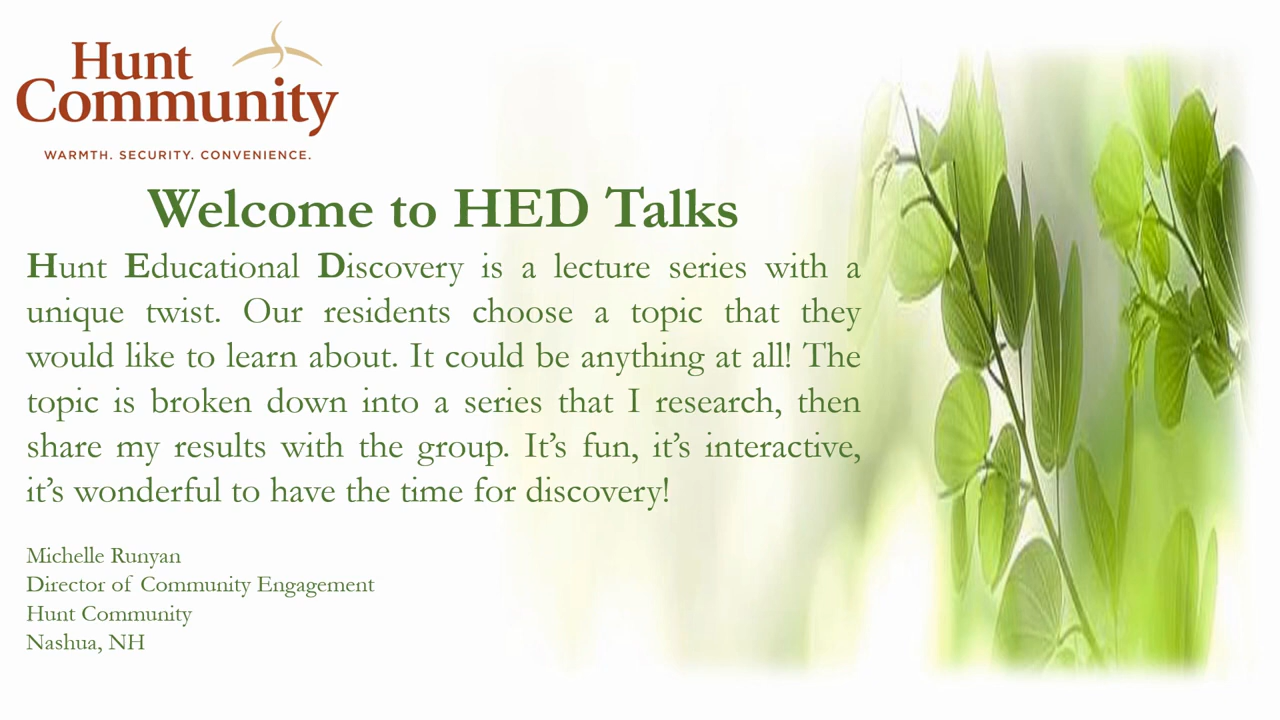 Hunt
Community
WARMTH. SECURITY. CONVENIENCE.
Welcome to HED Talks
Hunt Educational Discovery is a lecture series with a
unique twist. Our residents choose a topic that they
would like to learn about. It could be anything at all! The
topic is broken down into a series that I research, then
share my results with the group. It’s fun, it’s interactive,
it’s wonderful to have the time for discovery!
Michelle Runyan
Director of Community Engagement
Hunt Community
Nashua, NH